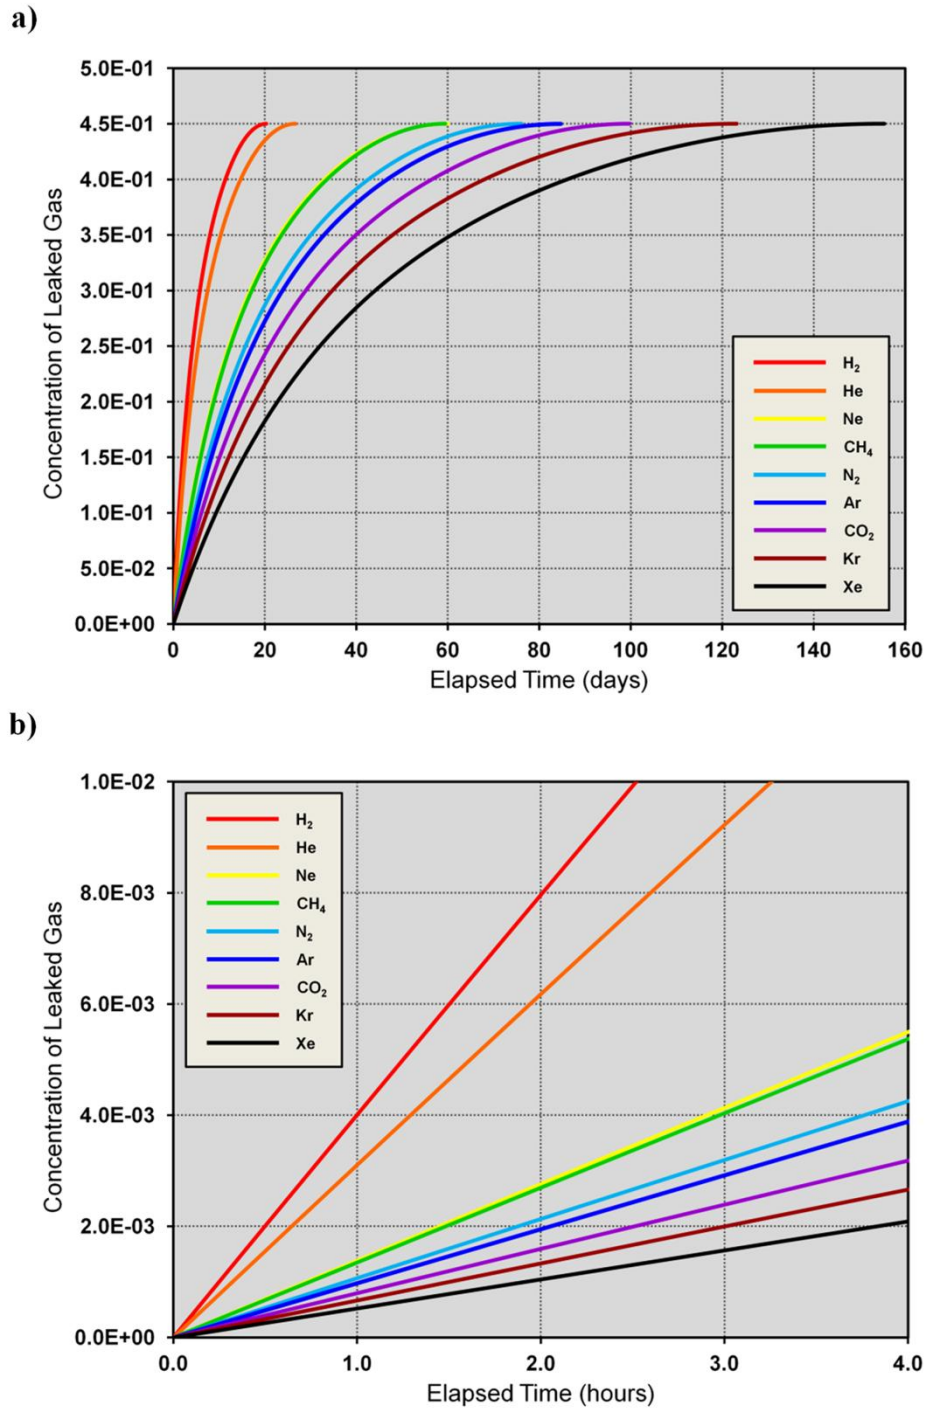 a)
Concentration of Leaked Gas
5.0E-01
4.5E-01
4.0E-01
3.5E-01
3.0E-01
2.5E-01
2.0E-01
1.5E-01
1.0E-01
5.0E-02
0.0E+00
H₂
He
Ne
CH₄
N₂
Ar
CO₂
Kr
Xe
0 20 40 60 80 100 120 140 160
Elapsed Time (days)
b)
Concentration of Leaked Gas
1.0E-02
8.0E-03
6.0E-03
4.0E-03
2.0E-03
0.0E+00
H₂
He
Ne
CH₄
N₂
Ar
CO₂
Kr
Xe
0.0 1.0 2.0 3.0 4.0
Elapsed Time (hours)